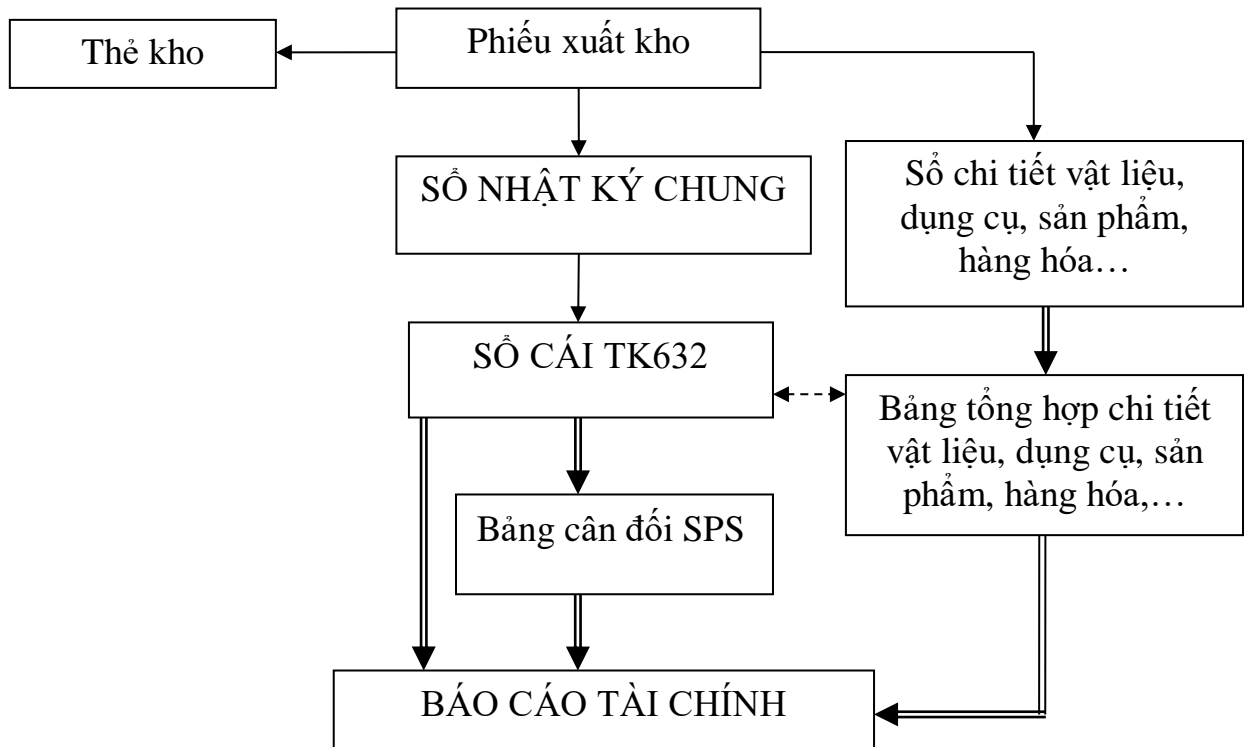 Thẻ kho
Phiếu xuất kho
SỔ NHẬT KÝ CHUNG
Sổ chi tiết vật liệu,
dụng cụ, sản phẩm,
hàng hóa…
SỔ CÁI TK632
Bảng tổng hợp chi tiết
vật liệu, dụng cụ, sản
phẩm, hàng hóa,…
Bảng cân đối SPS
BÁO CÁO TÀI CHÍNH